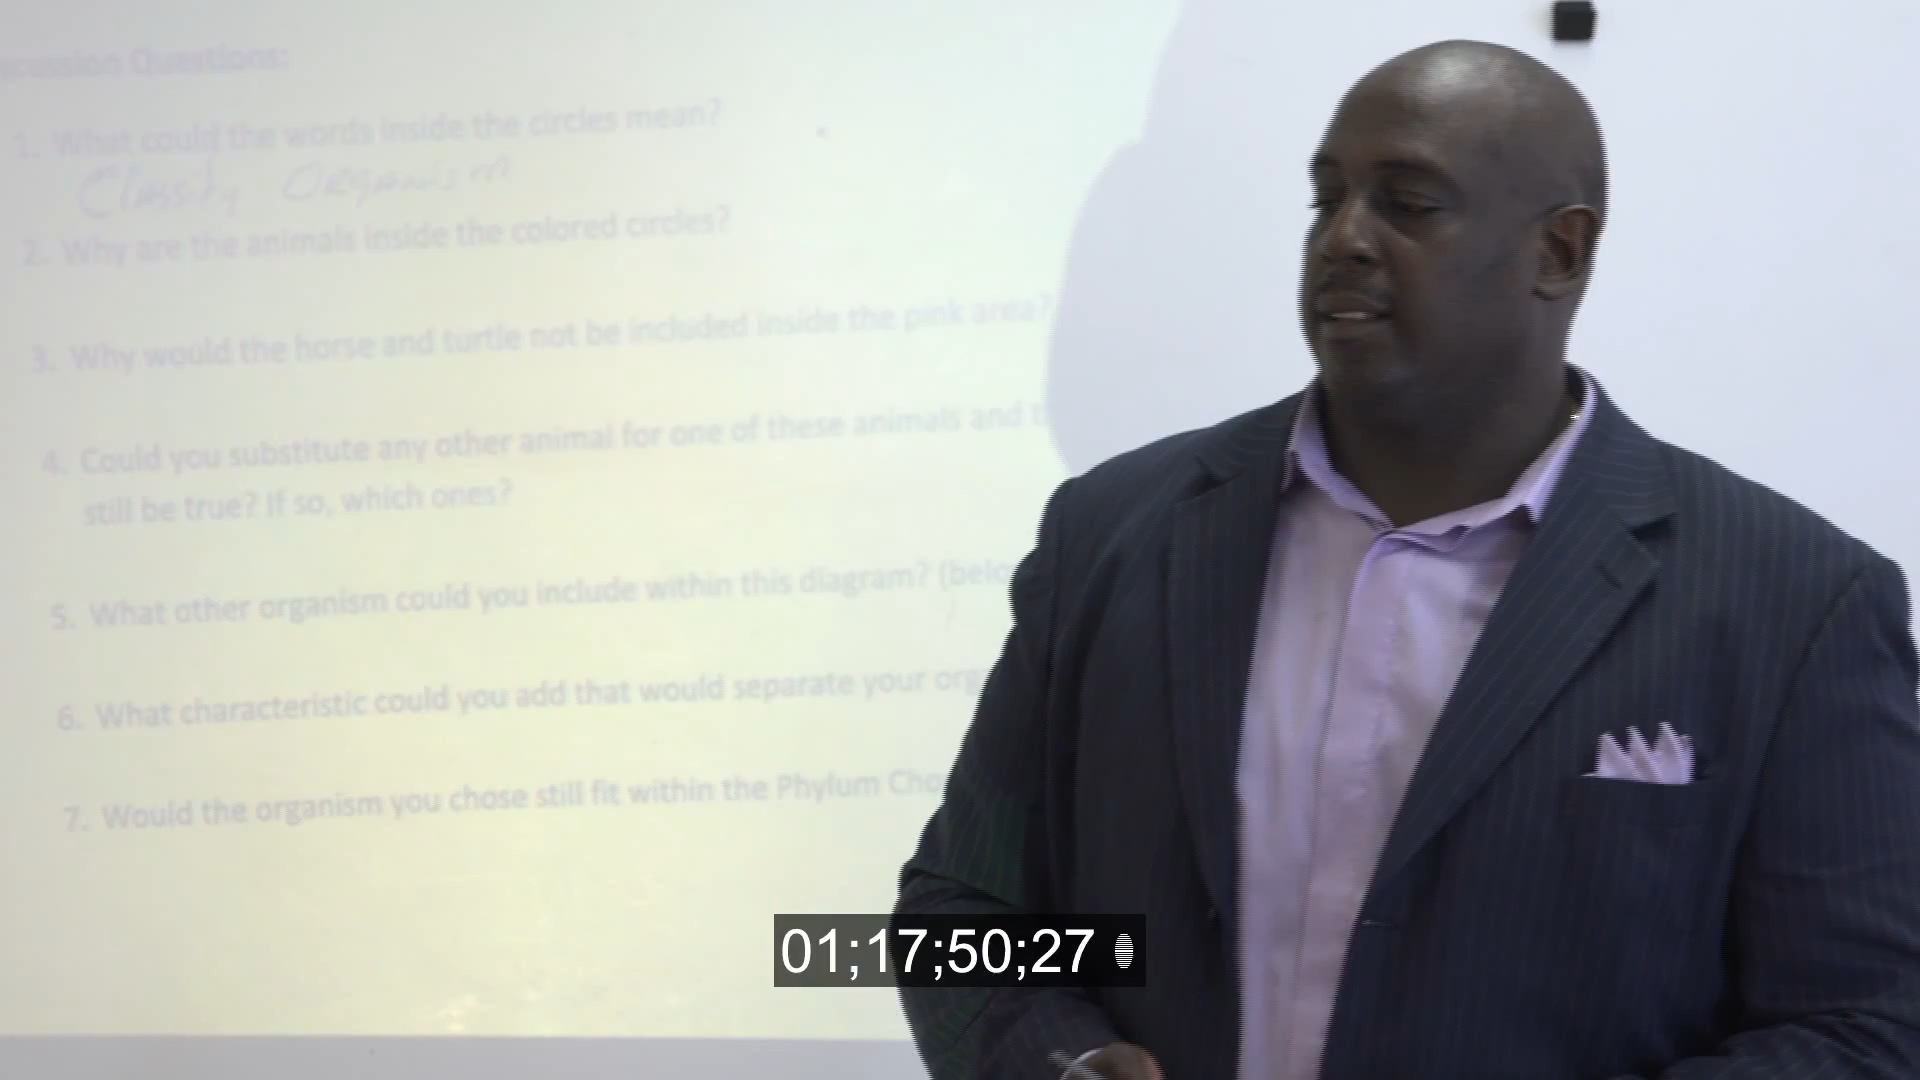 cussion Questions:
1. What could the words inside the circles mean?
Classify Organism
2. Why are the animals inside the colored circles?
3. Why would the horse and turtle not be included inside the pink area?
4. Could you substitute any other animal for one of these animals and t
still be true? If so, which ones?
5. What other organism could you include within this diagram? (belo
6. What characteristic could you add that would separate your org
7. Would the organism you chose still fit within the Phylum Cho
01;17;50;27